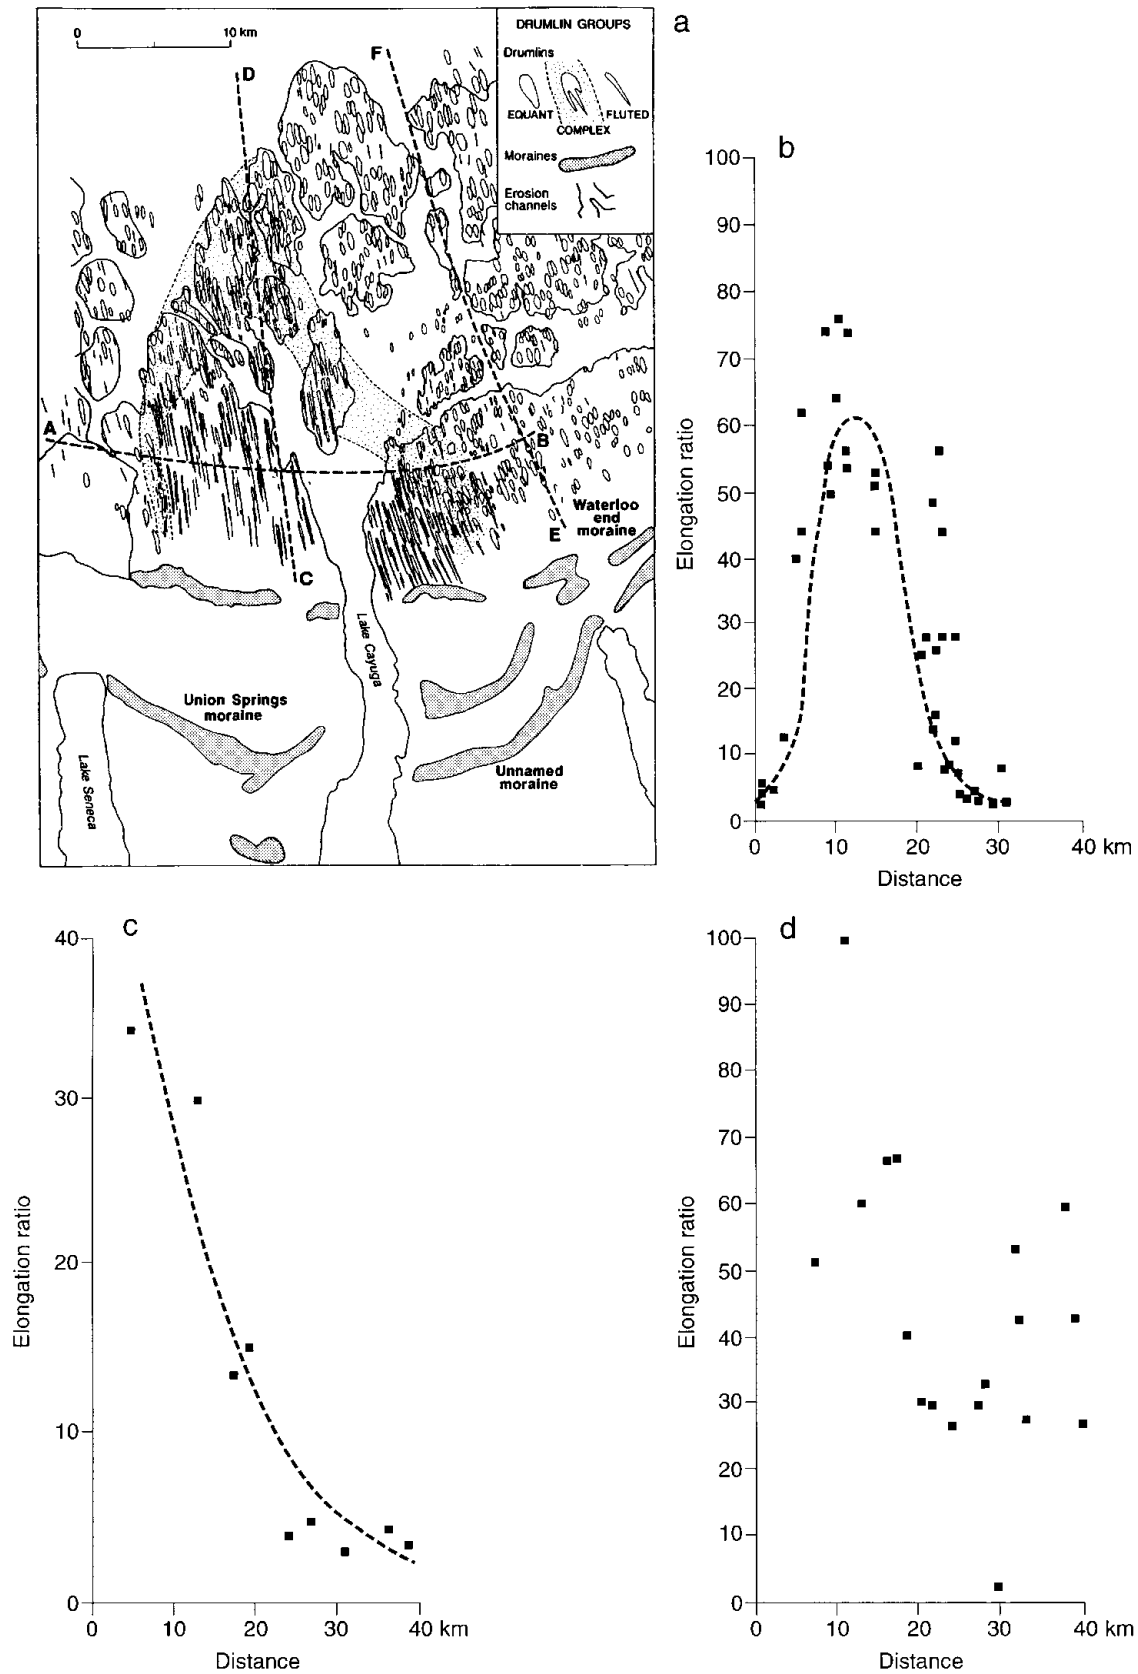 a
0 10 km
DRUMLIN GROUPS
Drumlins
EQUANT
FLUTED
COMPLEX
Moraines
Erosion
channels
F
D
A
B
E
C
Waterloo
end
moraine
Lake Cayuga
Union Springs
moraine
Lake Seneca
Unnamed
moraine
b
100
90
80
70
60
50
40
30
20
10
0
Elongation ratio
0 10 20 30 40 km
Distance
c
40
30
20
10
0
Elongation ratio
0 10 20 30 40 km
Distance
d
100
90
80
70
60
50
40
30
20
10
0
Elongation ratio
0 10 20 30 40 km
Distance